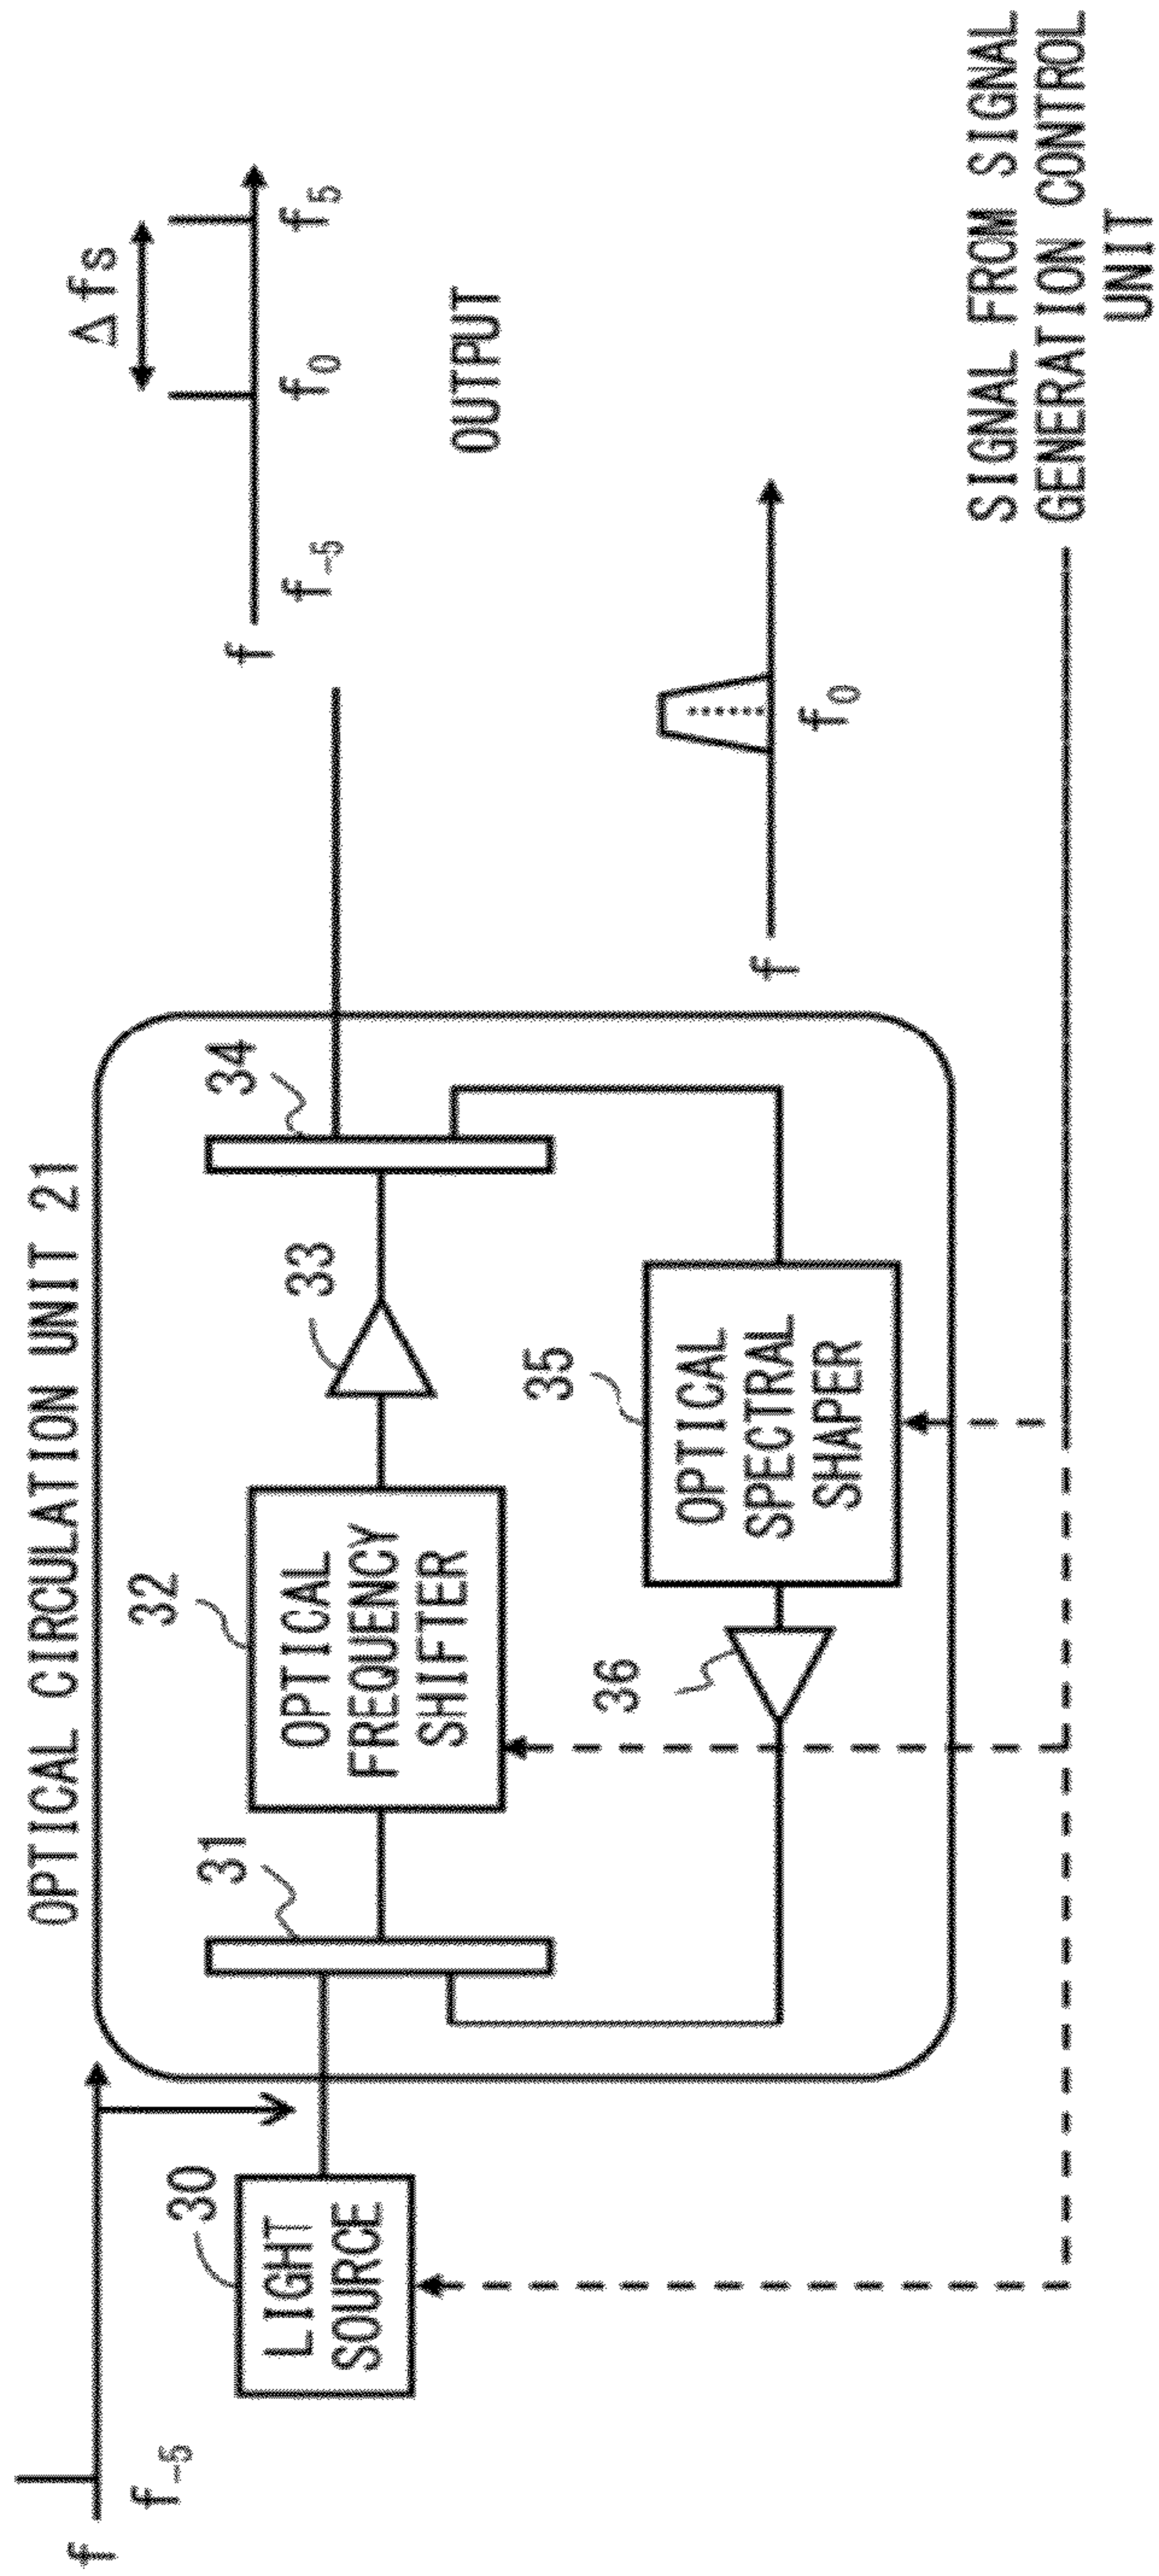 OPTICAL CIRCULATION UNIT 21
f
f-5
30
LIGHT
SOURCE
31
32
OPTICAL
FREQUENCY
SHIFTER
33
34
35
OPTICAL
SPECTRAL
SHAPER
36
Δfs
f
f-5
f0
f5
OUTPUT
f
f0
SIGNAL FROM SIGNAL
GENERATION CONTROL
UNIT